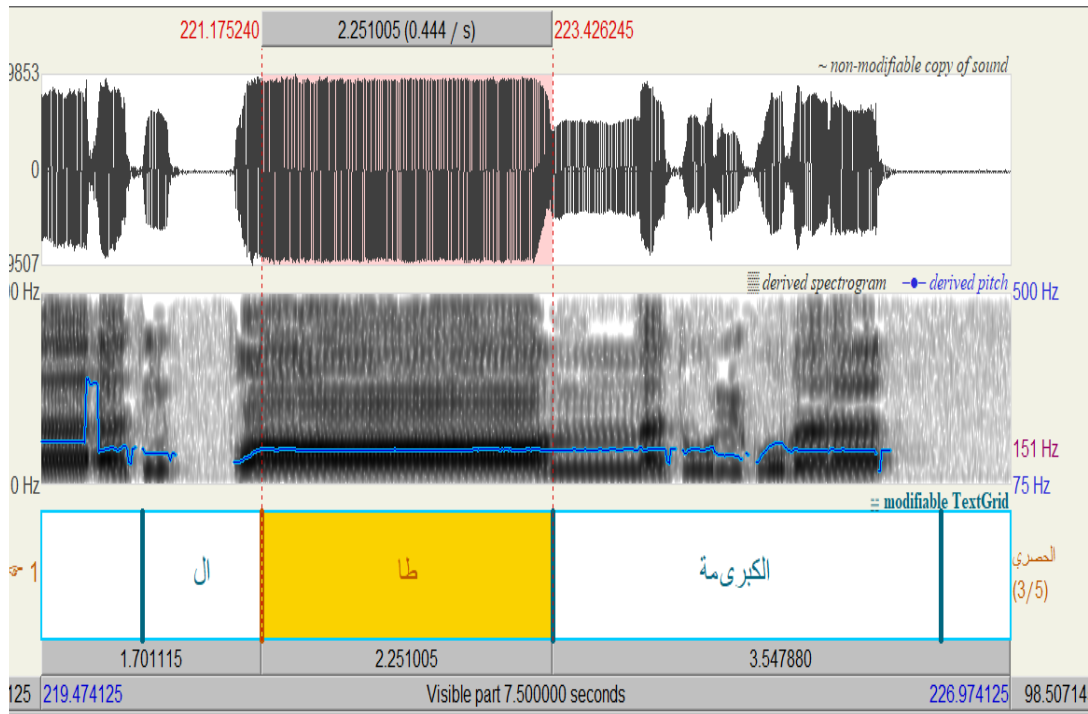 221.175240 2.251005 (0.444 / s) 223.426245
9853
~ non-modifiable copy of sound
0
9507
derived spectrogram derived pitch
0 Hz 500 Hz
151 Hz
0 Hz 75 Hz
modifiable TextGrid
1 ال طا الكبرىمة الحصري
(3/5)
1.701115 2.251005 3.547880
125 219.474125 Visible part 7.500000 seconds 226.974125 98.50714